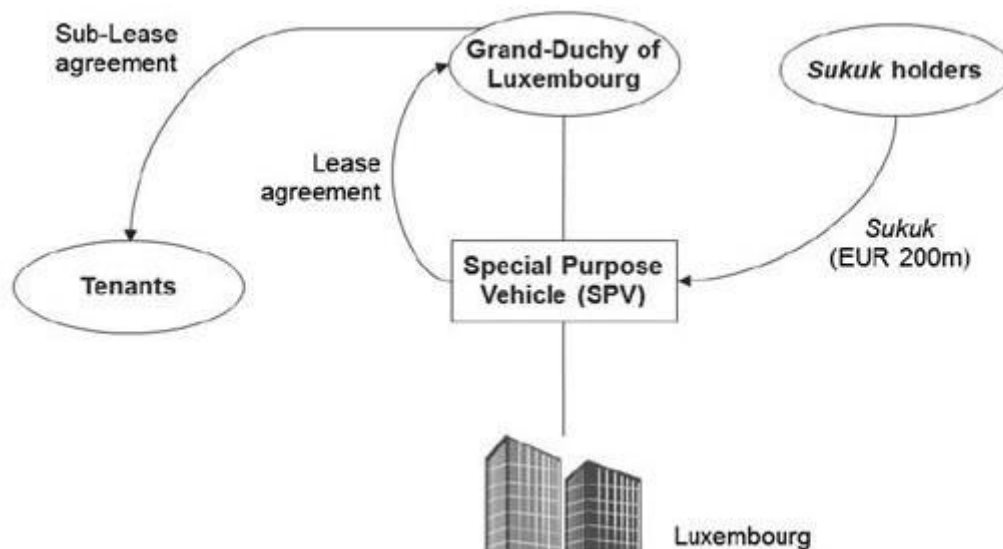 Sub-Lease
agreement
Grand-Duchy of
Luxembourg
Sukuk holders
Lease
agreement
Sukuk
(EUR 200m)
Tenants
Special Purpose
Vehicle (SPV)
Luxembourg